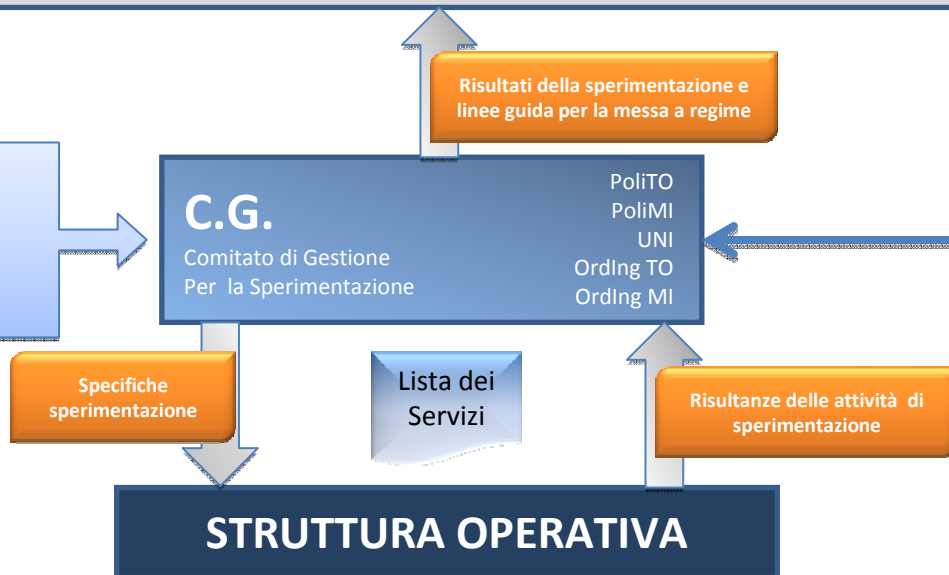 Risultati della sperimentazione e
linee guida per la messa a regime
C.G.
Comitato di Gestione
Per la Sperimentazione
PoliTO
PoliMI
UNI
OrdIng TO
OrdIng MI
Specifiche
sperimentazione
Lista dei
Servizi
Risultanze delle attività di
sperimentazione
STRUTTURA OPERATIVA